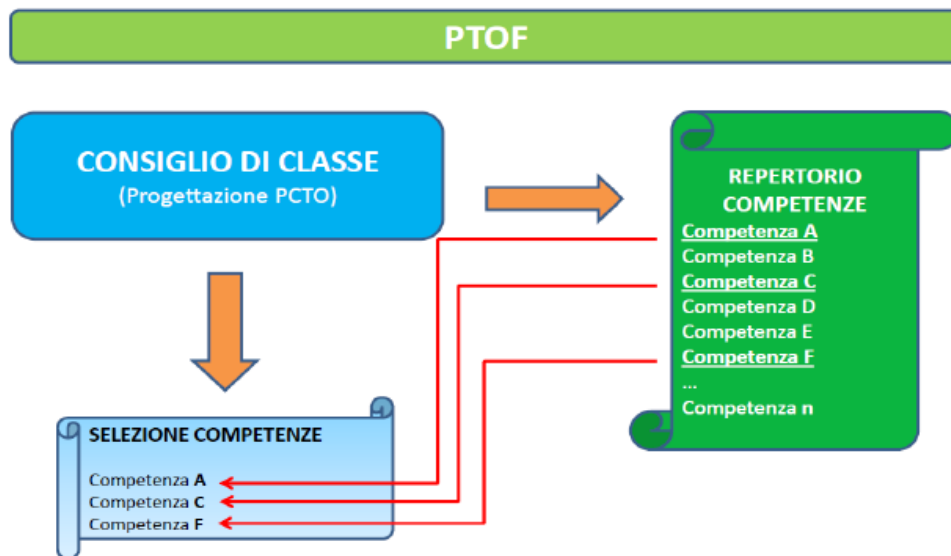 PTOF
CONSIGLIO DI CLASSE
(Progettazione PCTO)
REPERTORIO
COMPETENZE
Competenza A
Competenza B
Competenza C
Competenza D
Competenza E
Competenza F
...
Competenza n
SELEZIONE COMPETENZE
Competenza A
Competenza C
Competenza F